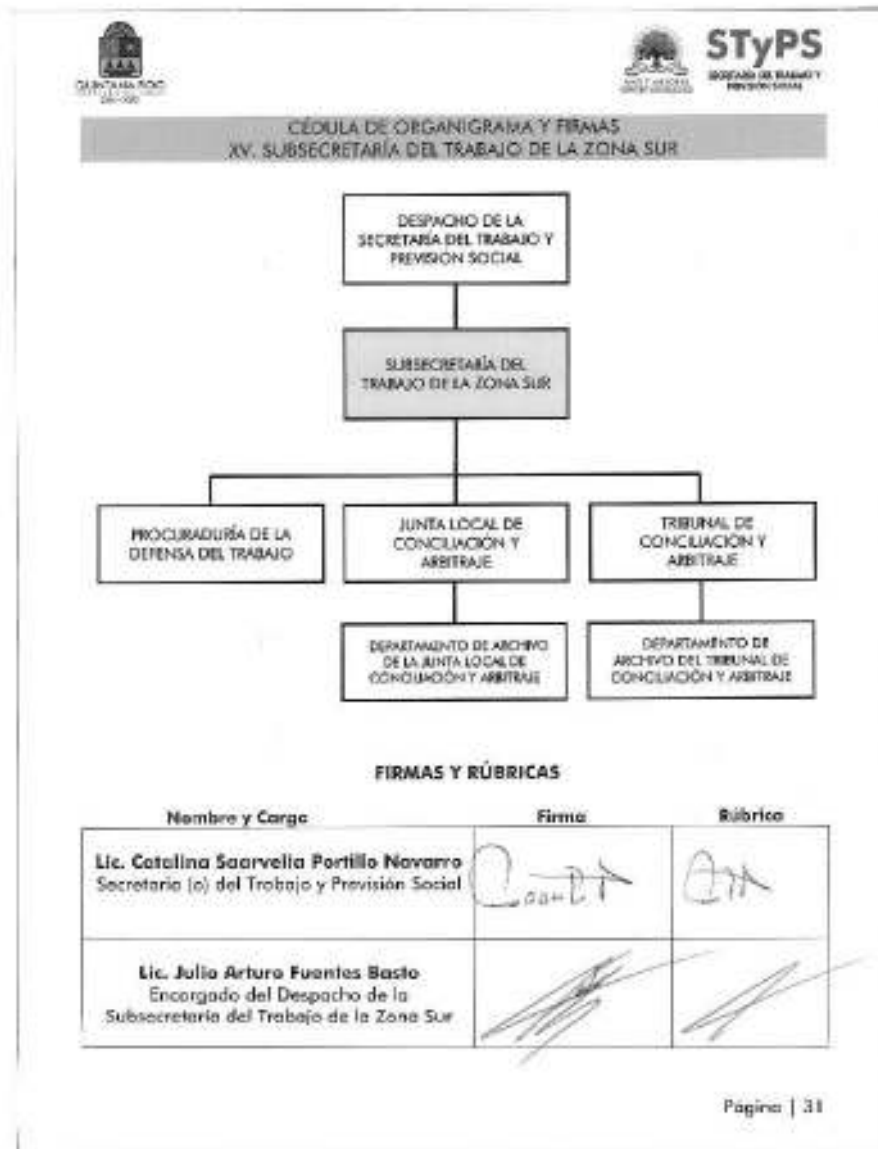 QUINTANA ROO
STyPS
SECRETARÍA DEL TRABAJO Y
PREVISIÓN SOCIAL
CÉDULA DE ORGANIGRAMA Y FIRMAS
XV. SUBSECRETARÍA DEL TRABAJO DE LA ZONA SUR
DESPACHO DE LA
SECRETARÍA DEL TRABAJO Y
PREVISIÓN SOCIAL
SUBSECRETARÍA DEL
TRABAJO DE LA ZONA SUR
PROCURADURÍA DE LA
DEFENSA DEL TRABAJO
JUNTA LOCAL DE
CONCILIACIÓN Y
ARBITRAJE
TRIBUNAL DE
CONCILIACIÓN Y
ARBITRAJE
DEPARTAMENTO DE ARCHIVO
DE LA JUNTA LOCAL DE
CONCILIACIÓN Y ARBITRAJE
DEPARTAMENTO DE
ARCHIVO DEL TRIBUNAL DE
CONCILIACIÓN Y ARBITRAJE
FIRMAS Y RÚBRICAS
Nombre y Cargo Firma Rúbrica
Lic. Catalina Saarvelia Portillo Navarro
Secretario (a) del Trabajo y Previsión Social
Lic. Julio Arturo Fuentes Basto
Encargado del Despacho de la
Subsecretaría del Trabajo de la Zona Sur
Página | 31